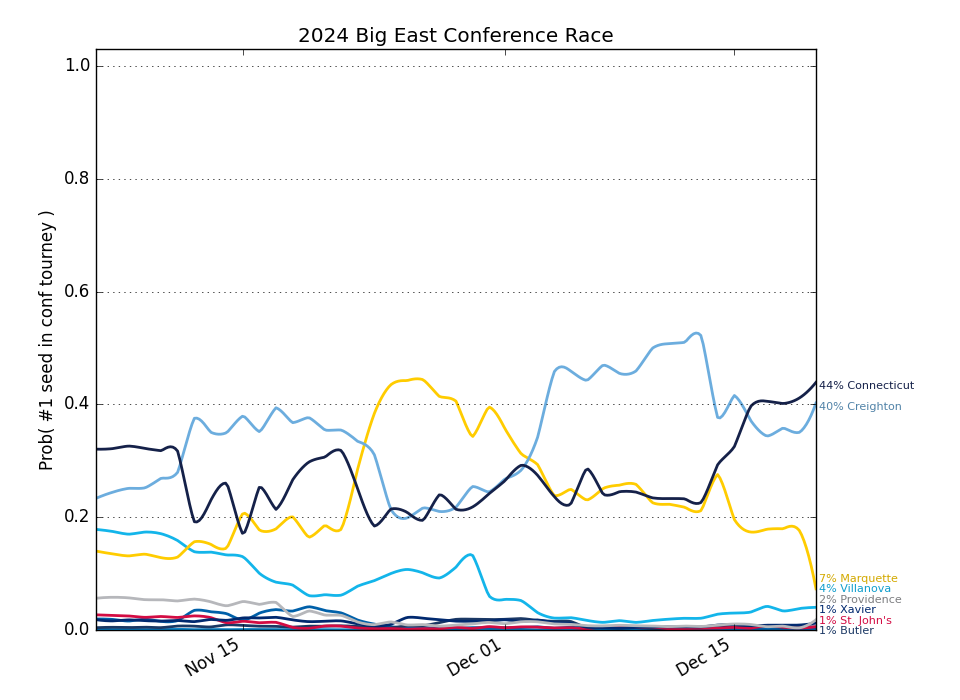 2024 Big East Conference Race
Prob( #1 seed in conf tourney )
1.0
0.8
0.6
0.4
0.2
0.0
Nov 15
Dec 01
Dec 15
44% Connecticut
40% Creighton
7% Marquette
4% Villanova
2% Providence
1% Xavier
1% St. John's
1% Butler